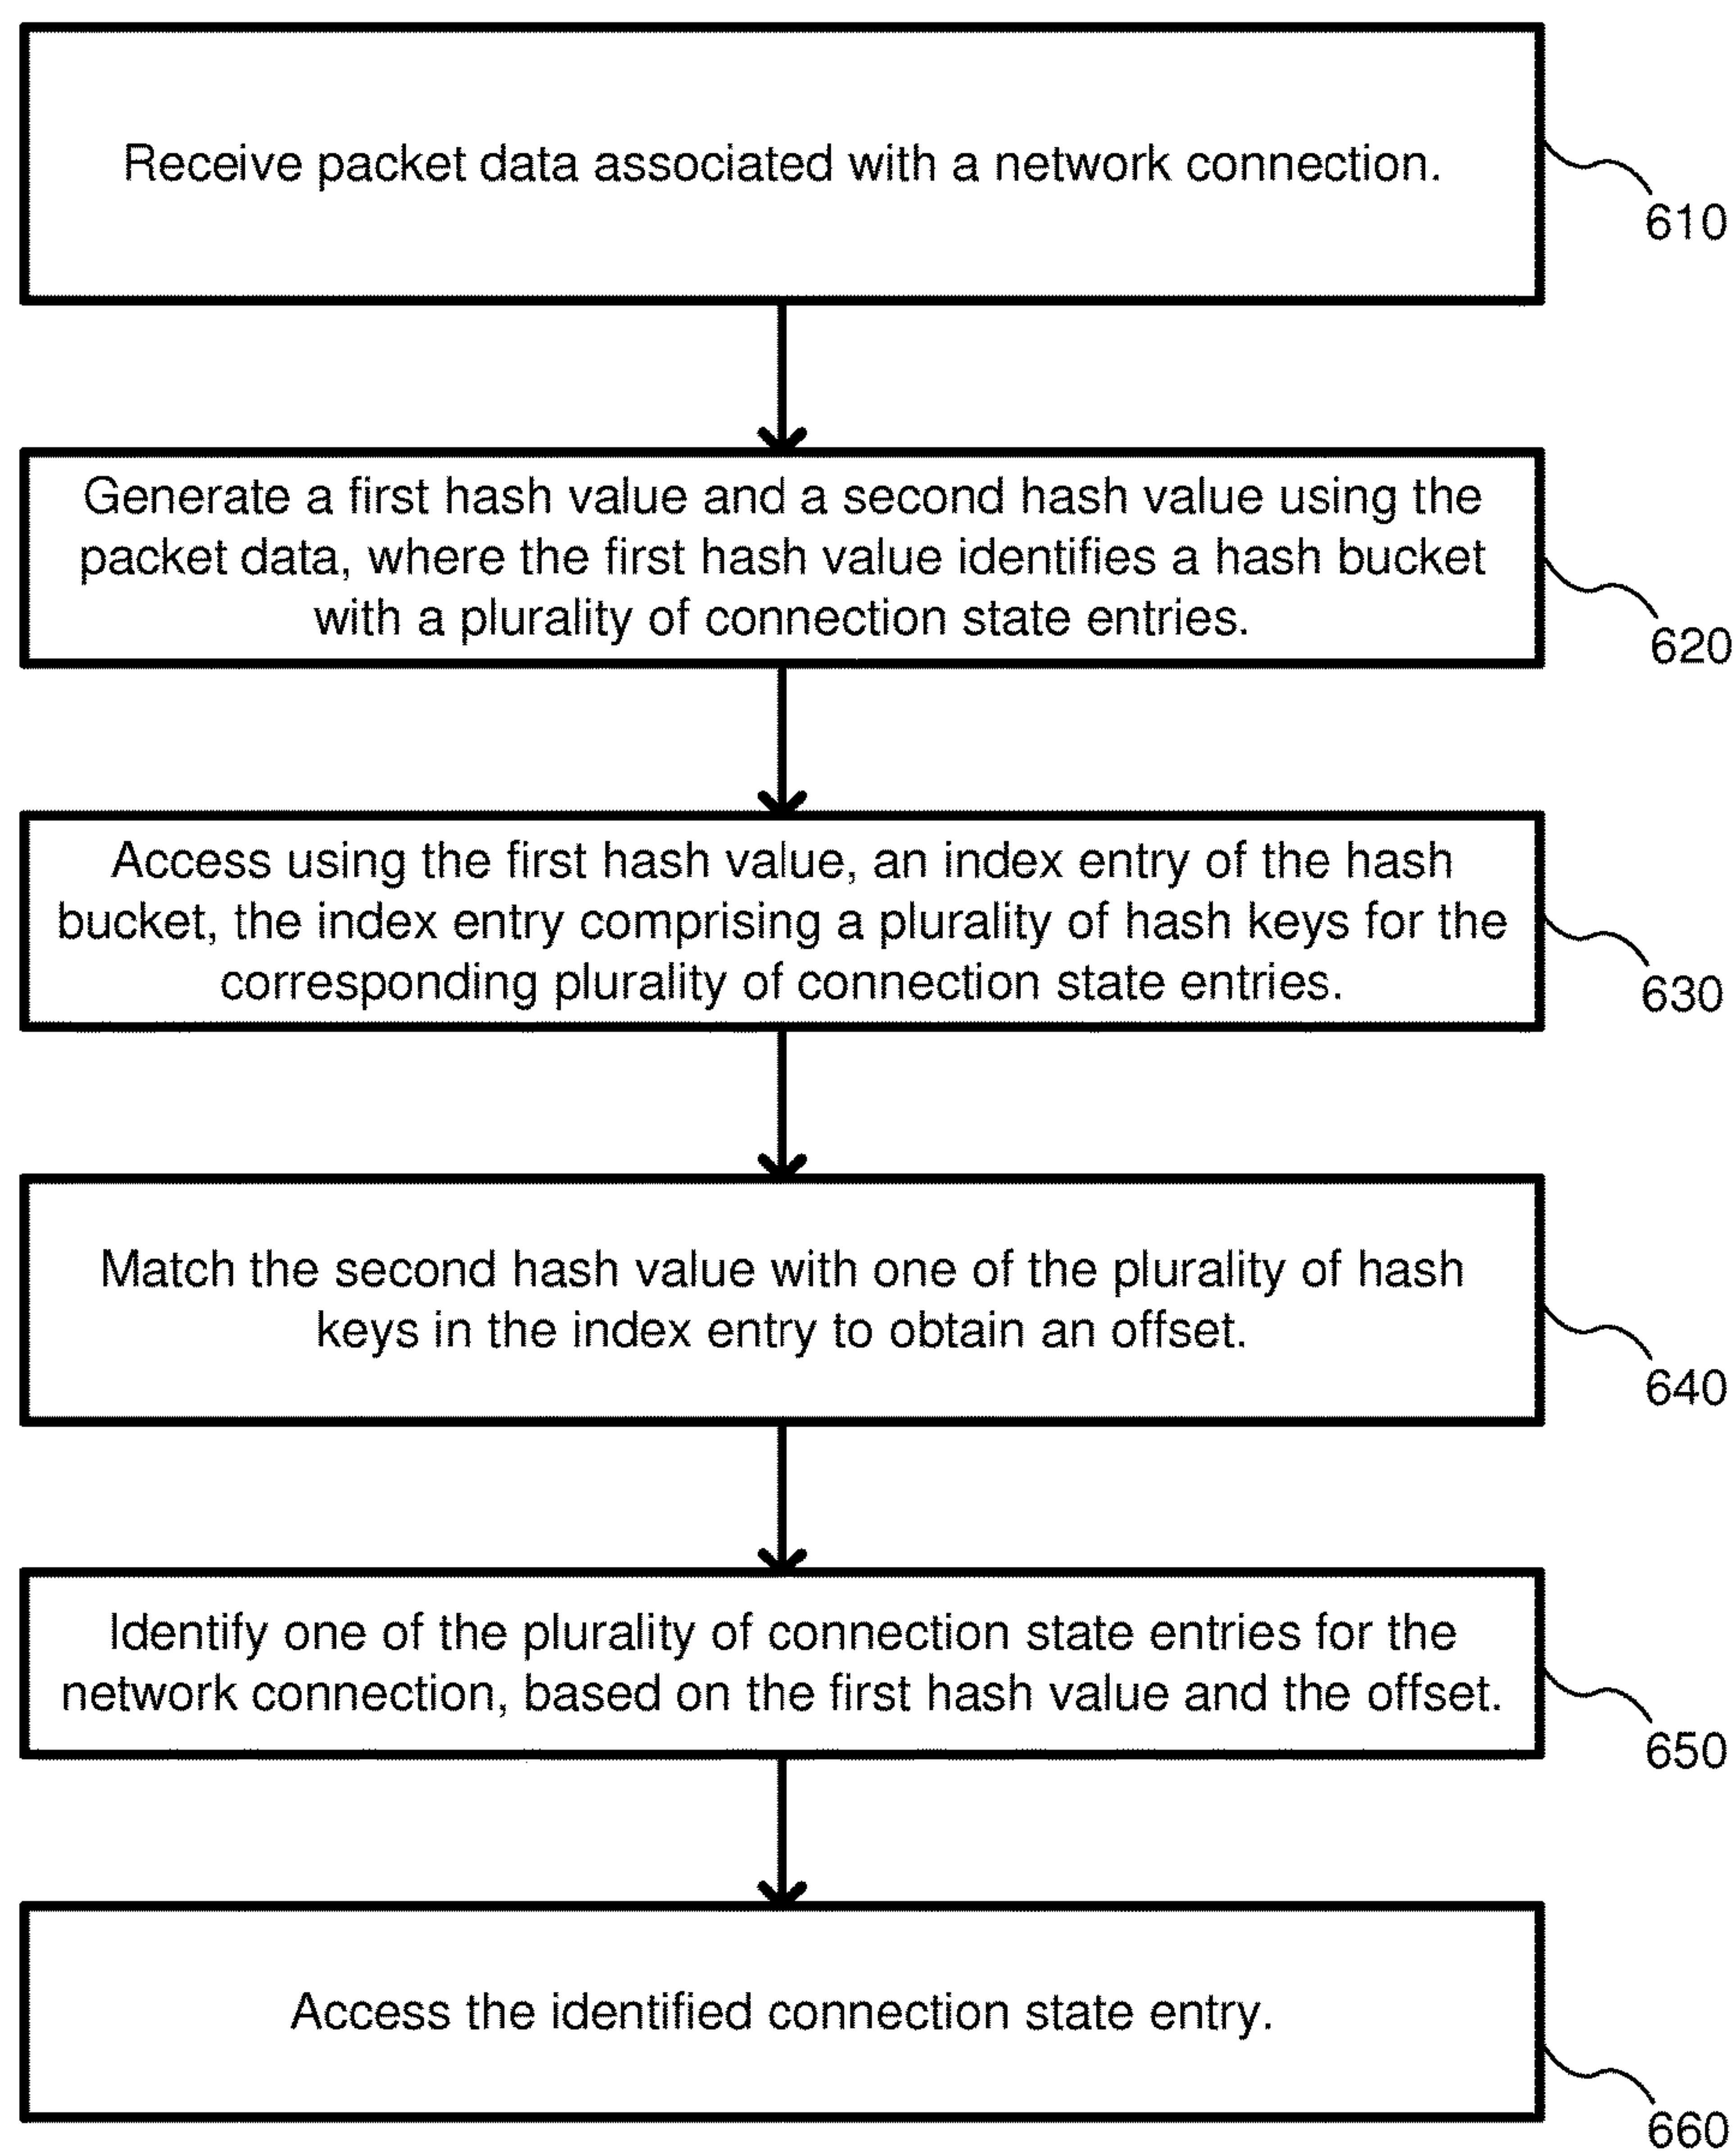 Receive packet data associated with a network connection.
610
Generate a first hash value and a second hash value using the
packet data, where the first hash value identifies a hash bucket
with a plurality of connection state entries.
620
Access using the first hash value, an index entry of the hash
bucket, the index entry comprising a plurality of hash keys for the
corresponding plurality of connection state entries.
630
Match the second hash value with one of the plurality of hash
keys in the index entry to obtain an offset.
640
Identify one of the plurality of connection state entries for the
network connection, based on the first hash value and the offset.
650
Access the identified connection state entry.
660